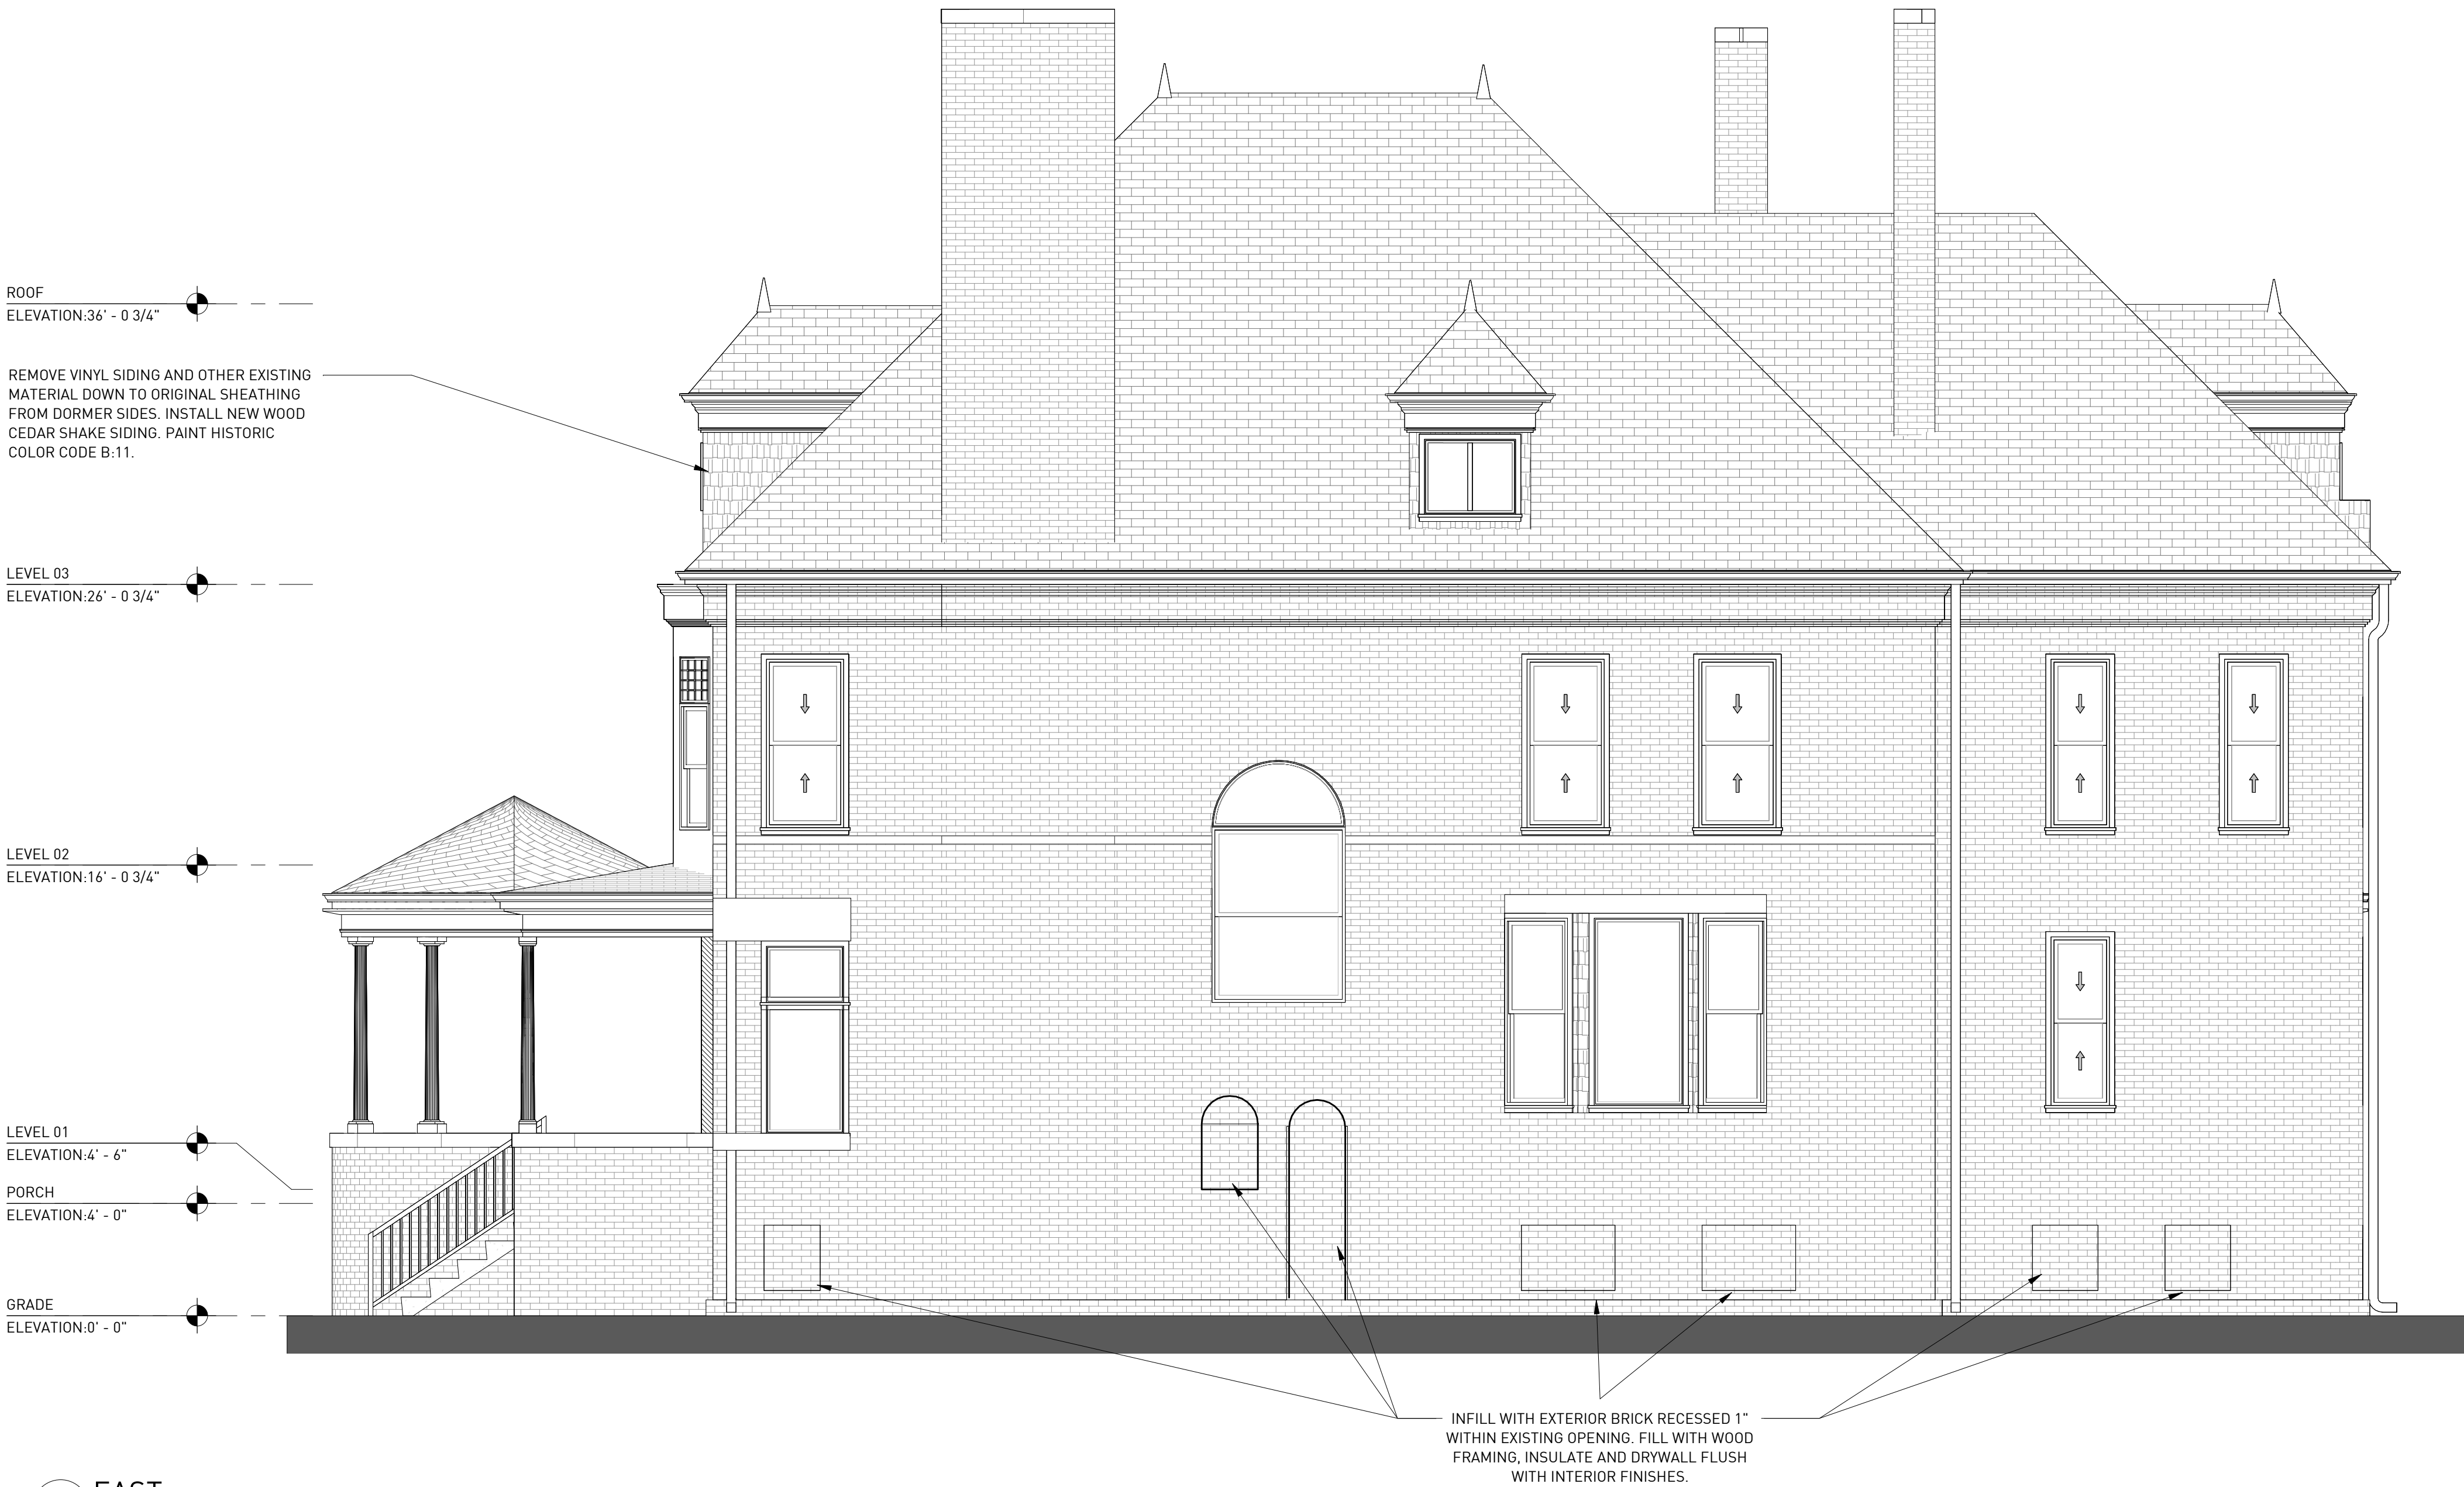 ROOF
ELEVATION:36' - 0 3/4"
REMOVE VINYL SIDING AND OTHER EXISTING
MATERIAL DOWN TO ORIGINAL SHEATHING
FROM DORMER SIDES. INSTALL NEW WOOD
CEDAR SHAKE SIDING. PAINT HISTORIC
COLOR CODE B:11.
LEVEL 03
ELEVATION:26' - 0 3/4"
LEVEL 02
ELEVATION:16' - 0 3/4"
LEVEL 01
ELEVATION:4' - 6"
PORCH
ELEVATION:4' - 0"
GRADE
ELEVATION:0' - 0"
INFILL WITH EXTERIOR BRICK RECESSED 1"
WITHIN EXISTING OPENING. FILL WITH WOOD
FRAMING, INSULATE AND DRYWALL FLUSH
WITH INTERIOR FINISHES.
EAST